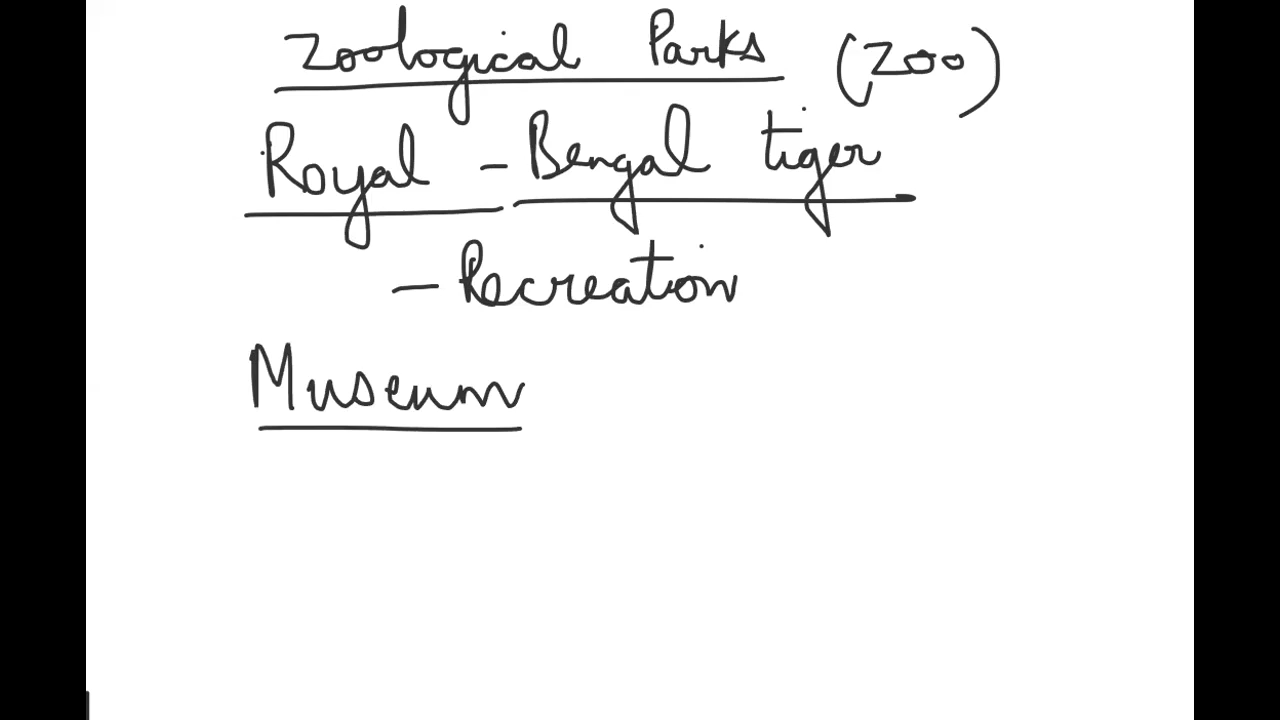 Zoological Parks (Zoo)
Royal - Bengal tiger
- Recreation
Museum